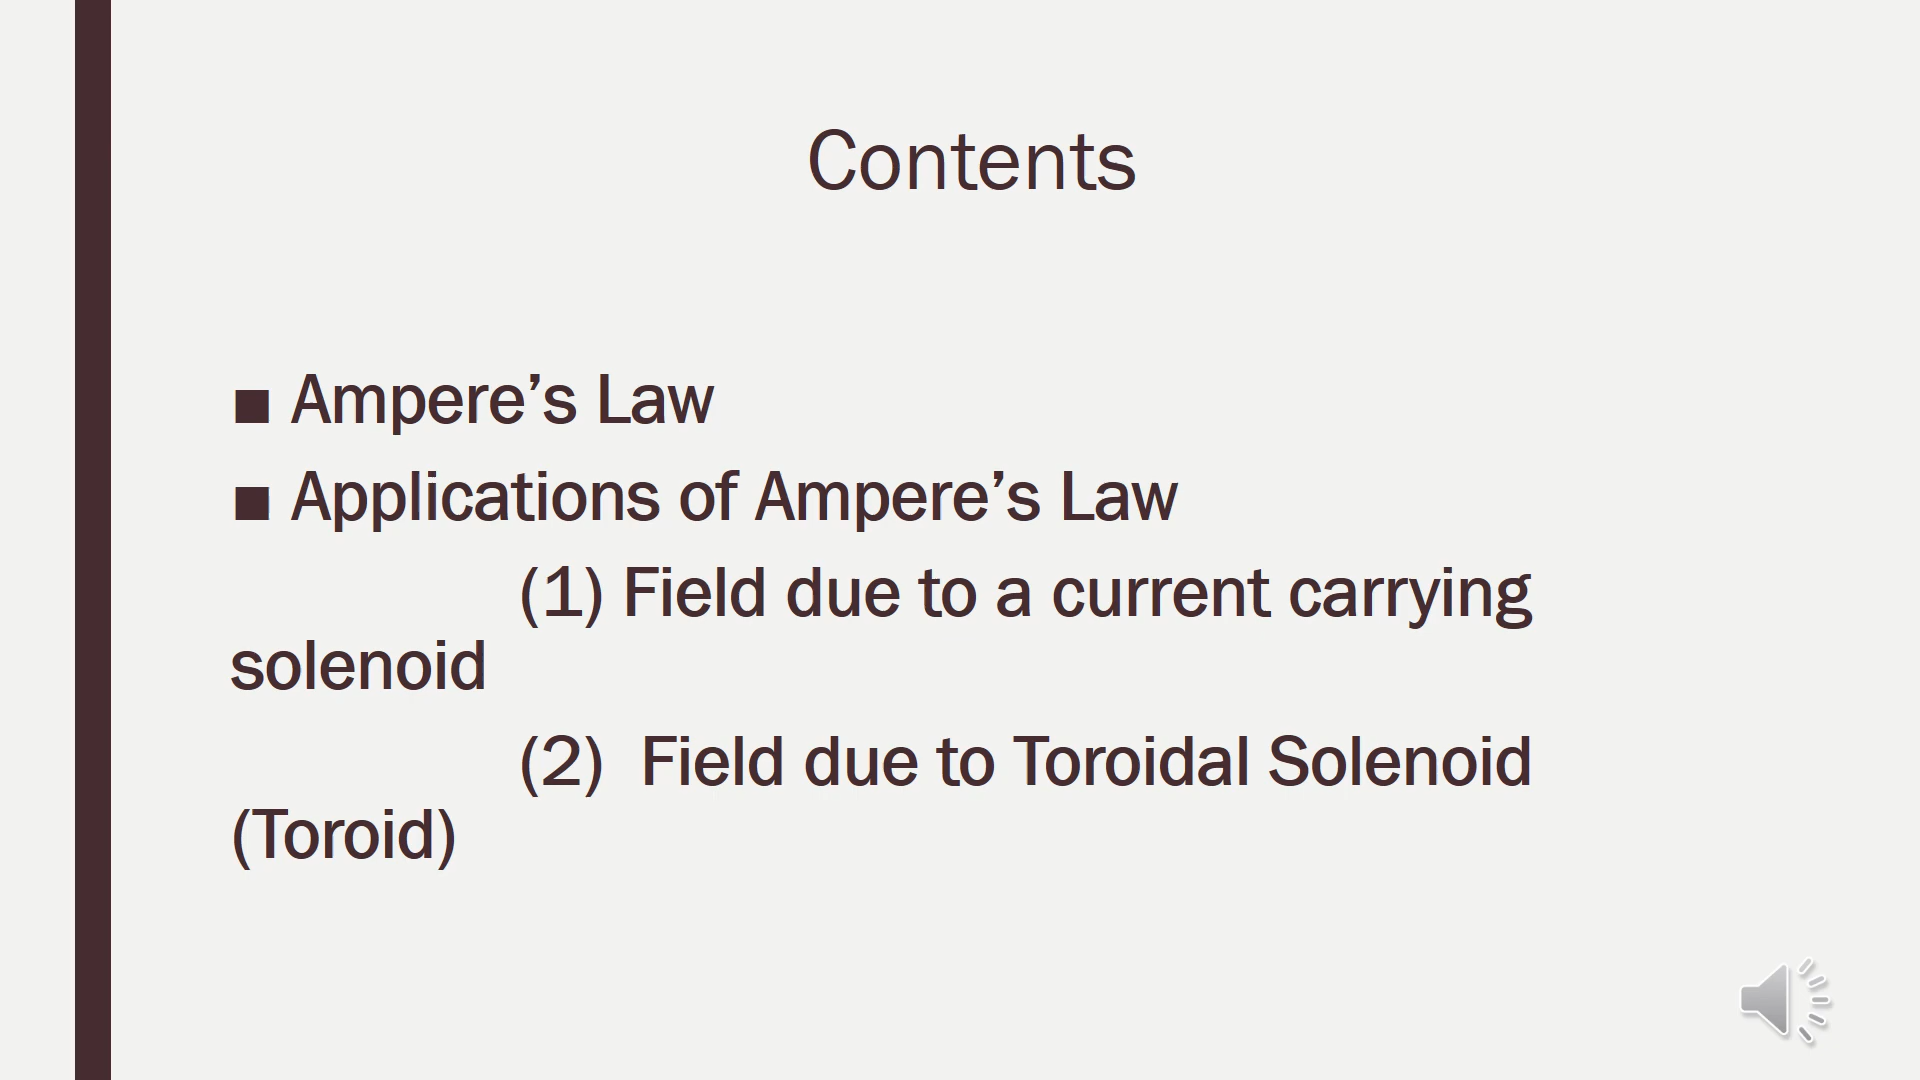 Contents
■ Ampere’s Law
■ Applications of Ampere’s Law
(1) Field due to a current carrying
solenoid
(2) Field due to Toroidal Solenoid
(Toroid)